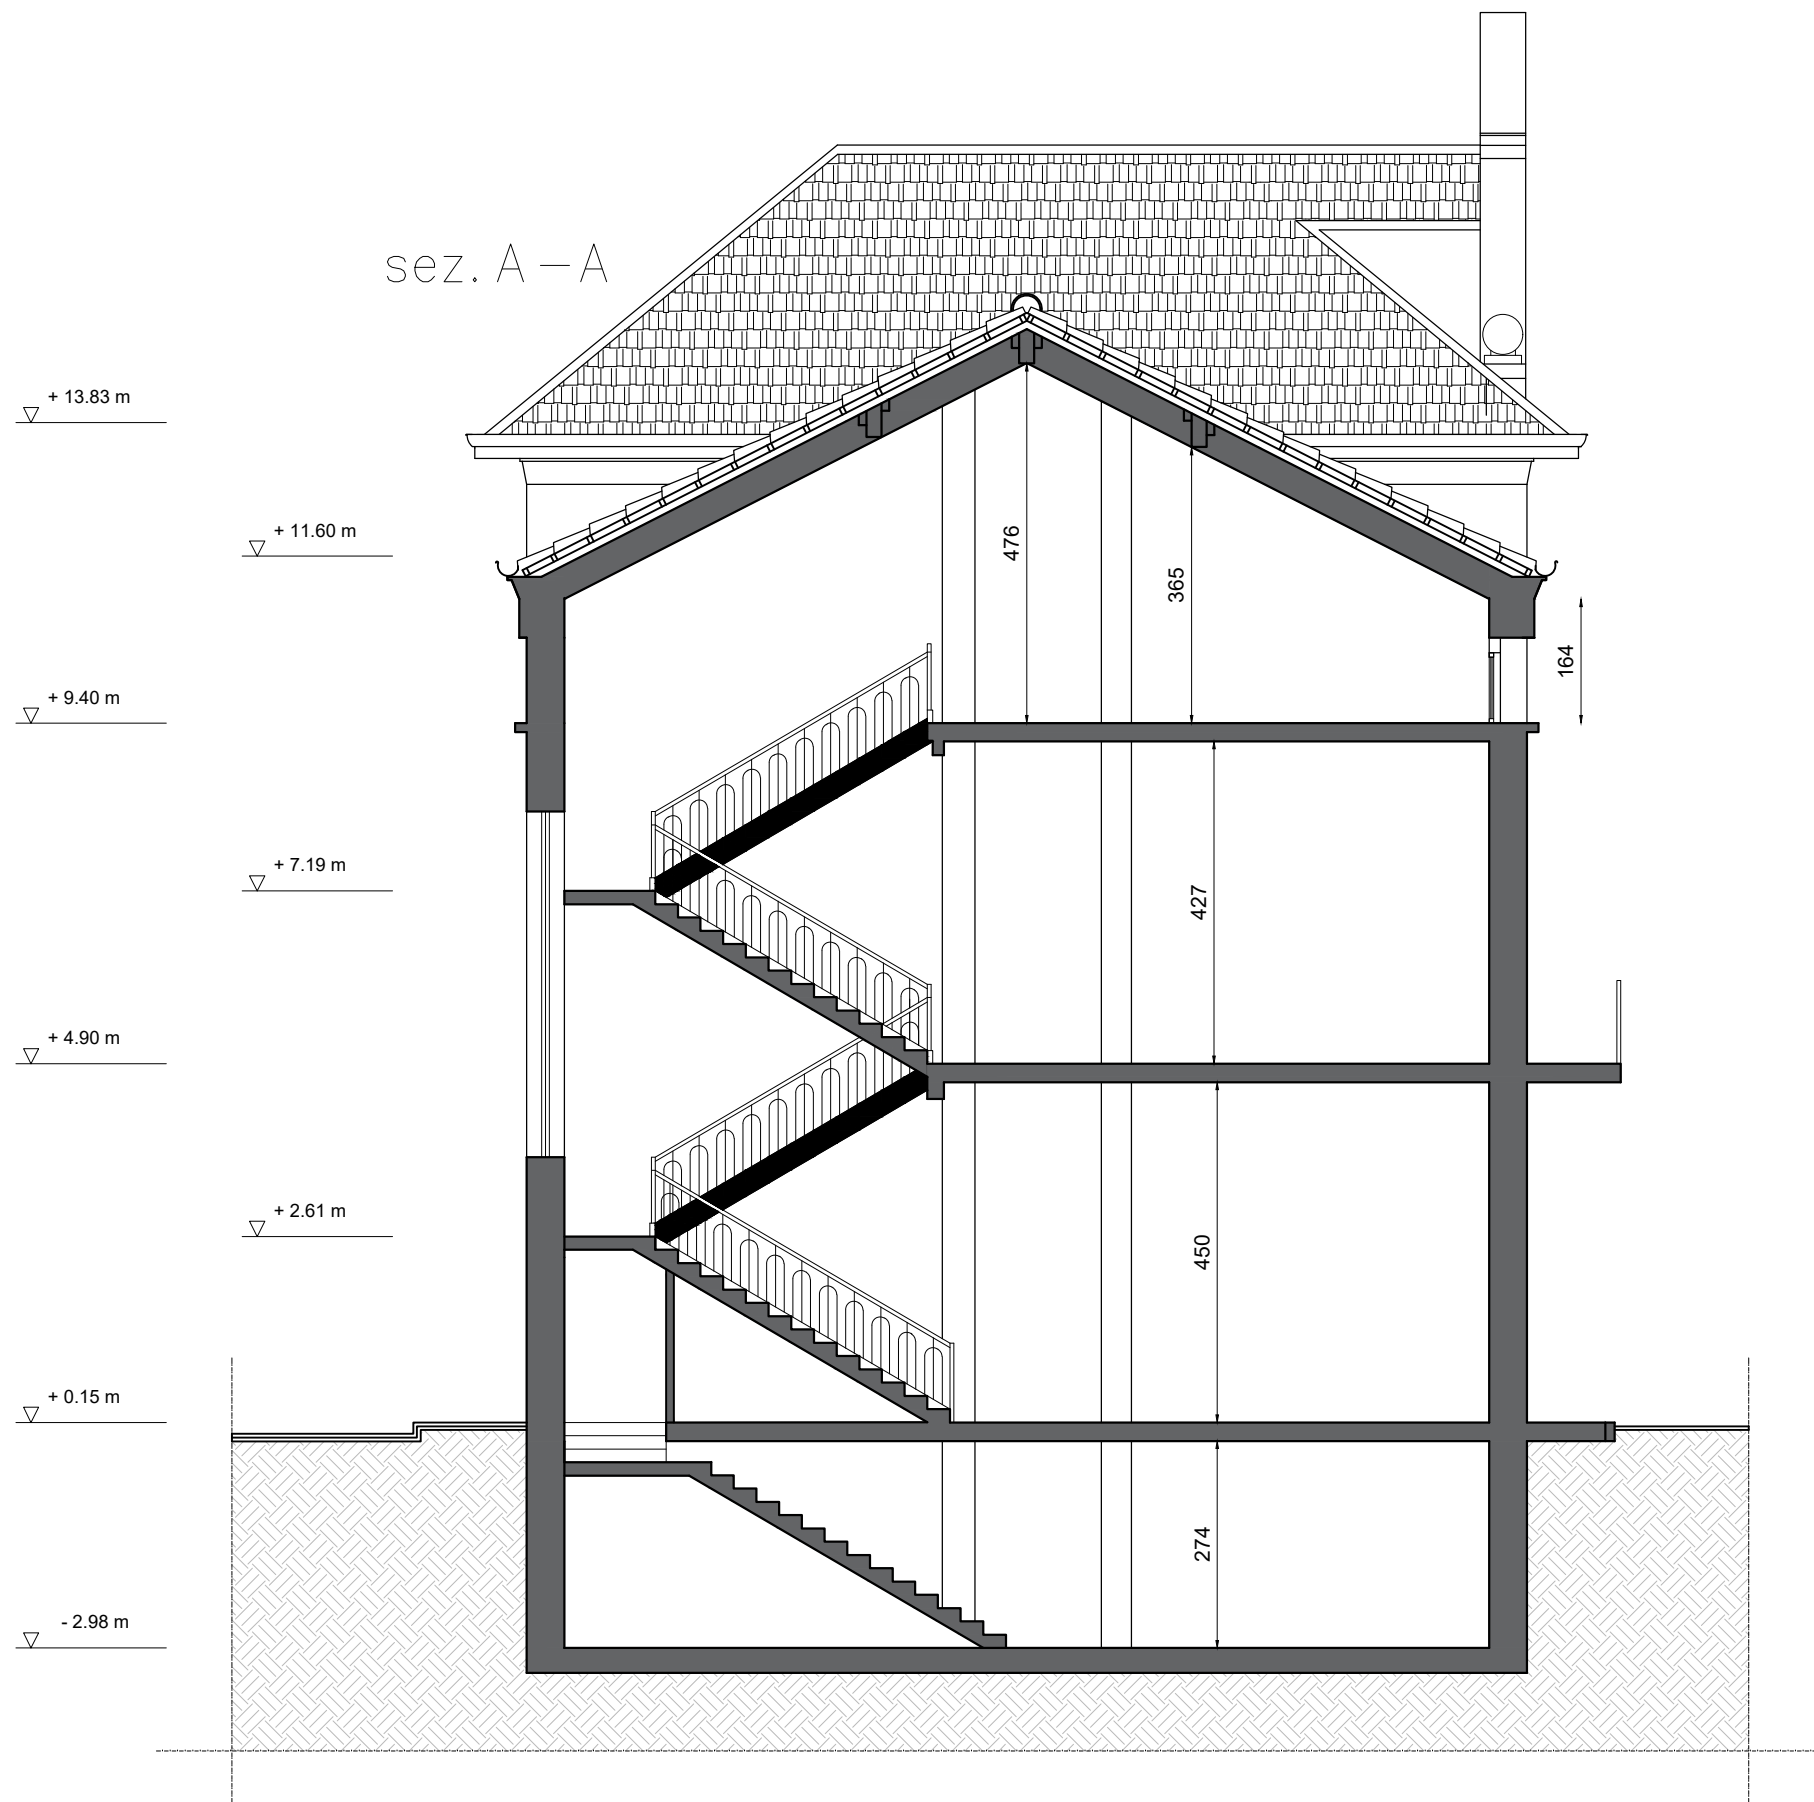 sez. A-A
+ 13.83 m
+ 11.60 m
476
365
164
+ 9.40 m
+ 7.19 m
427
+ 4.90 m
+ 2.61 m
450
+ 0.15 m
274
- 2.98 m